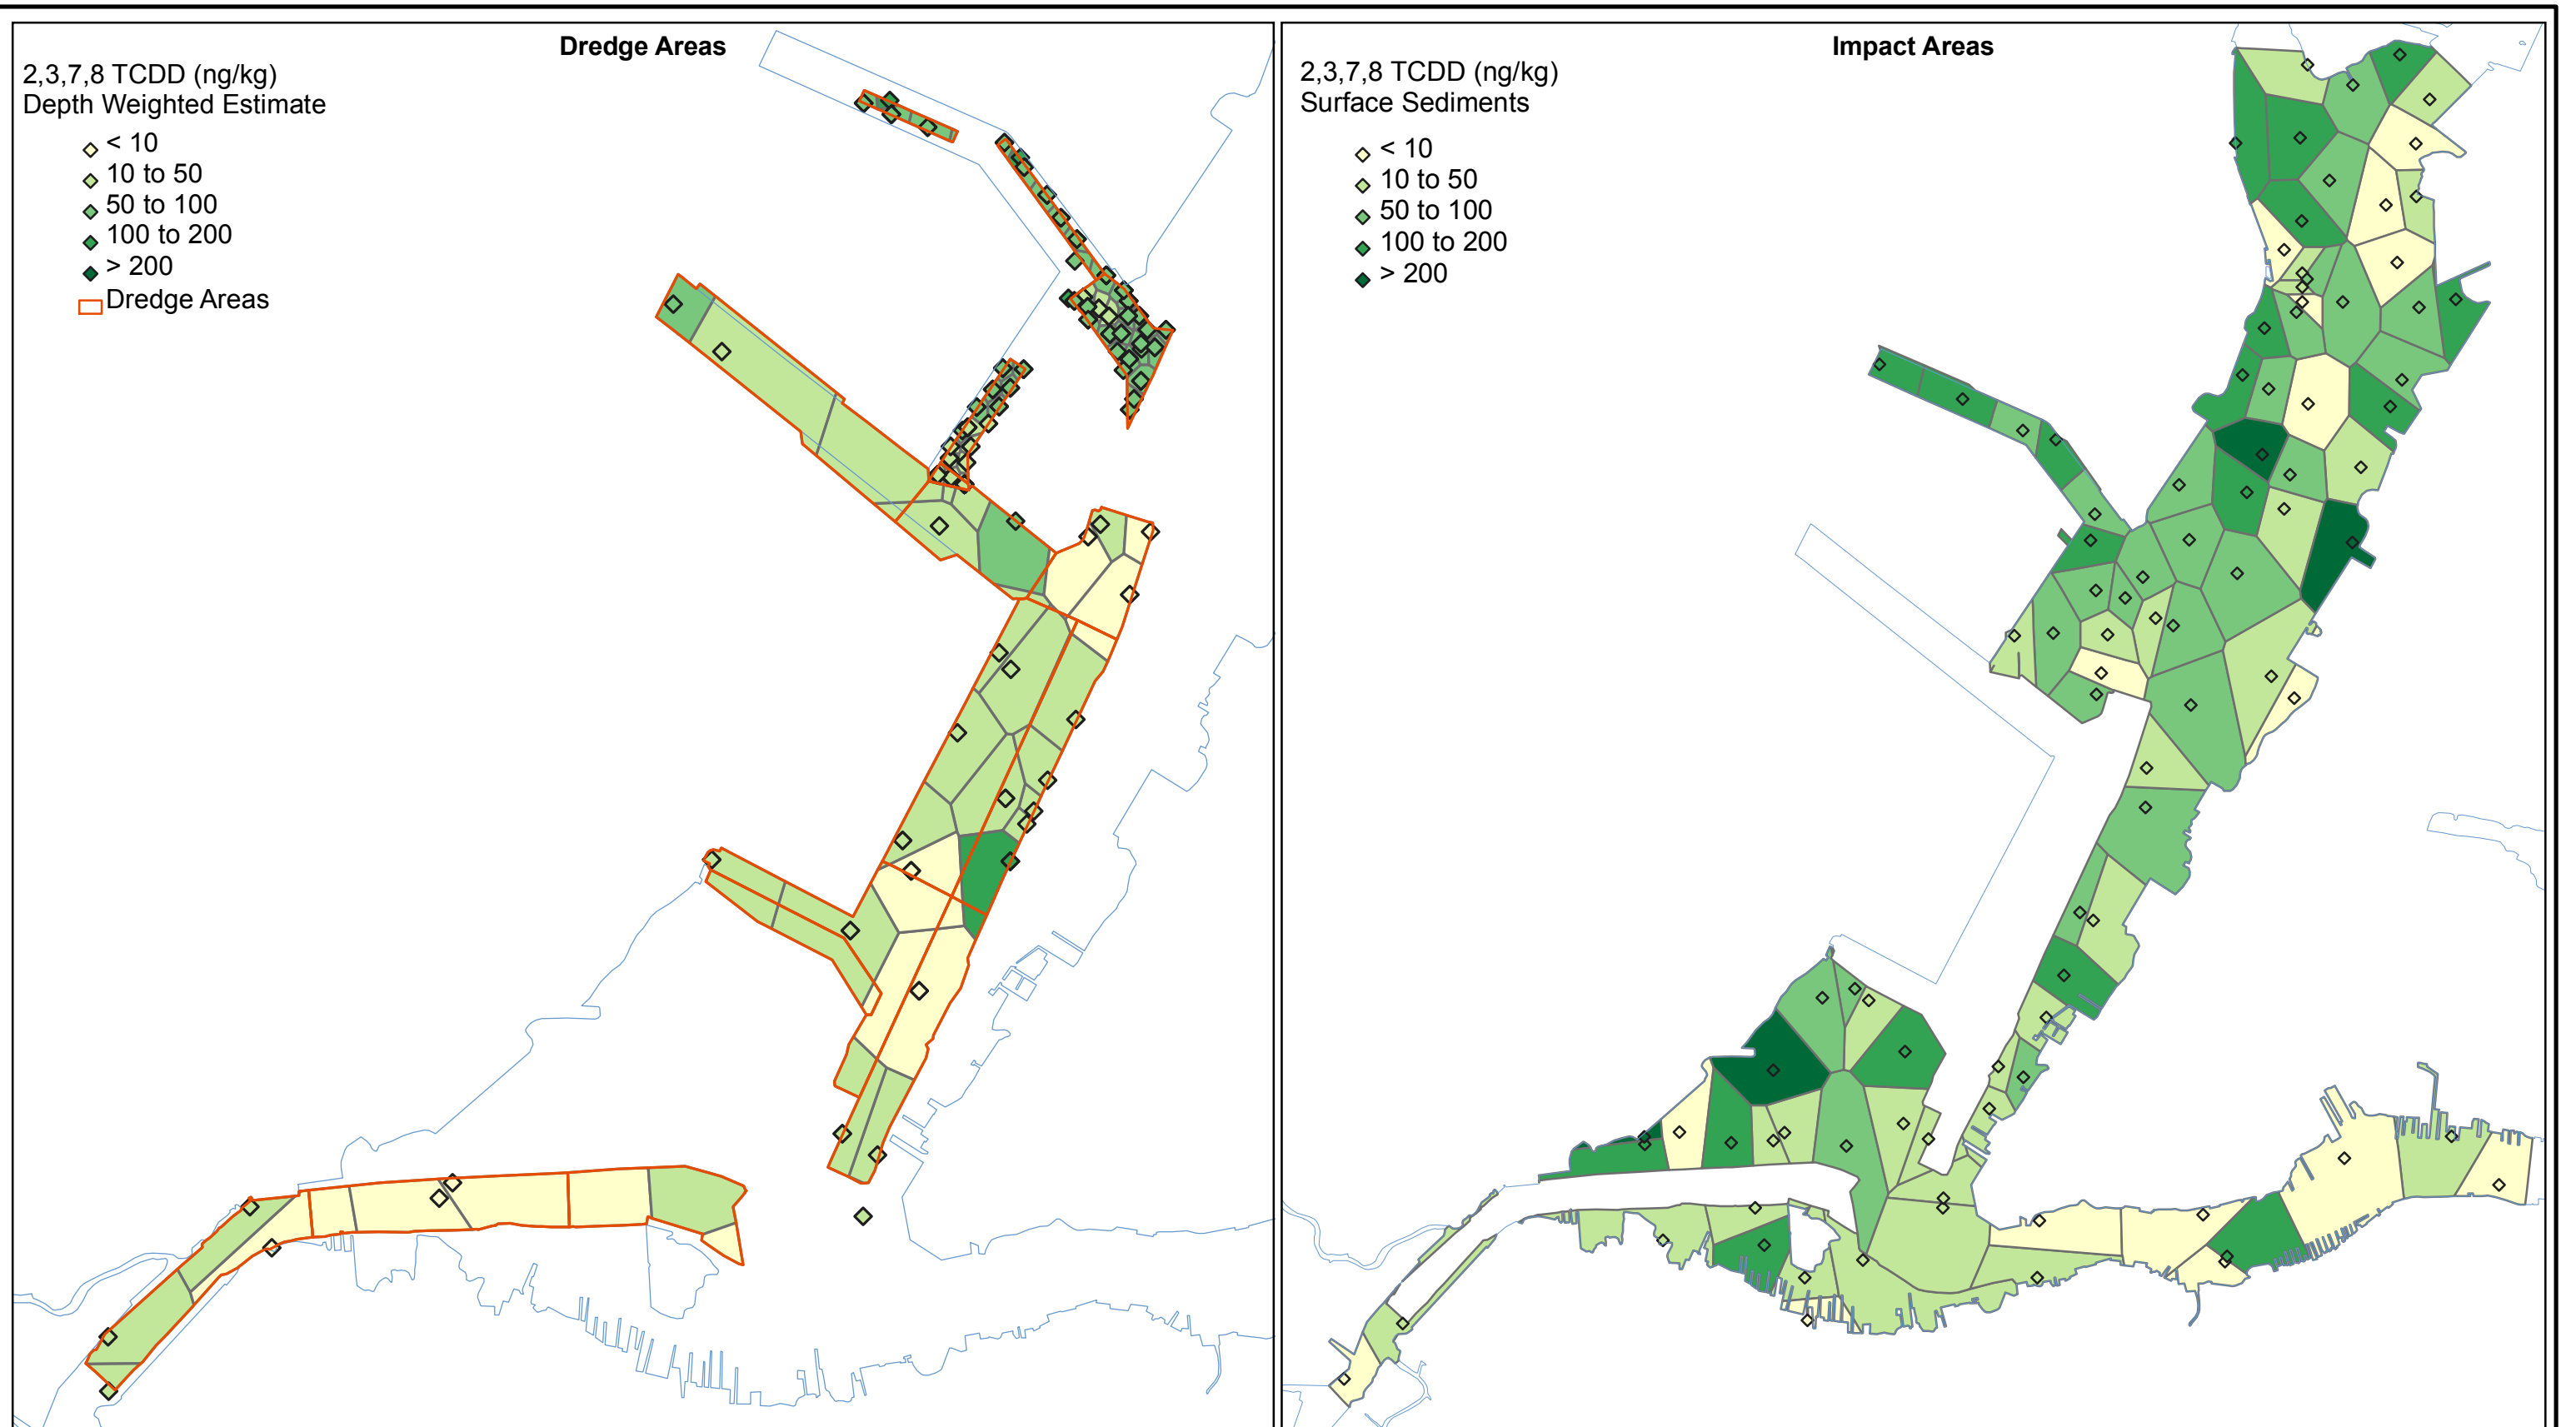 Dredge Areas
2,3,7,8 TCDD (ng/kg)
Depth Weighted Estimate
< 10
10 to 50
50 to 100
100 to 200
> 200
Dredge Areas
Impact Areas
2,3,7,8 TCDD (ng/kg)
Surface Sediments
< 10
10 to 50
50 to 100
100 to 200
> 200